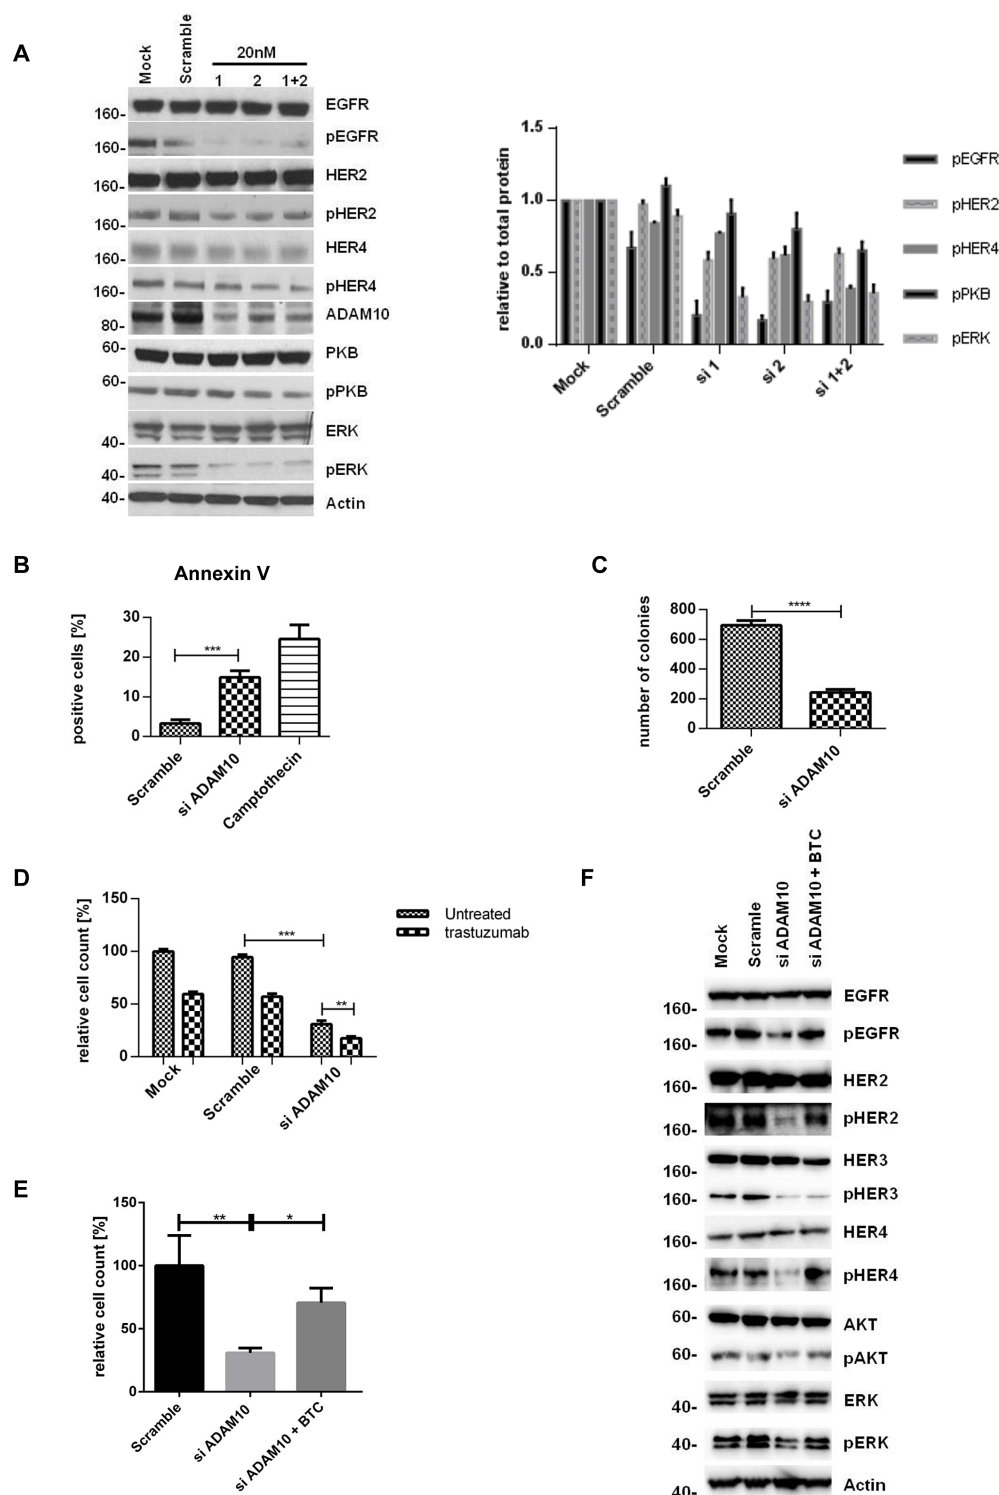 A
Mock
Scramble
20nM
1 2 1+2
160- EGFR
160- pEGFR
160- HER2
160- pHER2
160- HER4
160- pHER4
80- ADAM10
60- PKB
60- pPKB
40- ERK
40- pERK
40- Actin
relative to total protein
1.5
1.0
0.5
0.0
Mock
Scramble
si 1
si 2
si 1+2
pEGFR
pHER2
pHER4
pPKB
pERK
B
Annexin V
positive cells [%]
30
20
10
0
***
Scramble
si ADAM10
Camptothecin
C
number of colonies
800
600
400
200
0
****
Scramble
si ADAM10
D
relative cell count [%]
150
100
50
0
***
**
Mock
Scramble
si ADAM10
Untreated
trastuzumab
E
relative cell count [%]
150
100
50
0
**
*
Scramble
si ADAM10
si ADAM10 + BTC
F
Mock
Scramle
si ADAM10
si ADAM10 + BTC
160- EGFR
160- pEGFR
160- HER2
160- pHER2
160- HER3
160- pHER3
160- HER4
160- pHER4
60- AKT
60- pAKT
40- ERK
40- pERK
40- Actin